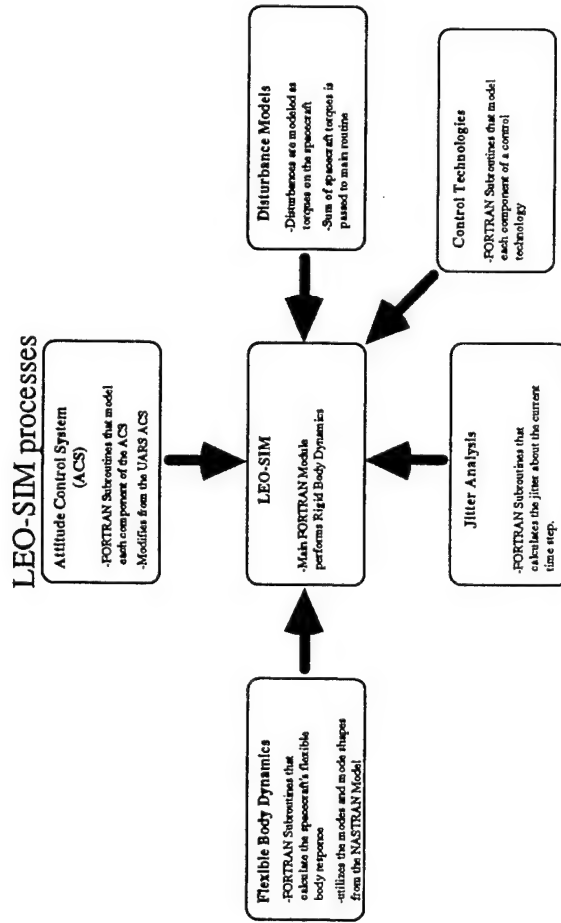 LEO-SIM processes
Attitude Control System
(ACS)
-FORTRAN Subroutines that model
each component of the ACS
-Modifies from the UARS ACS
Flexible Body Dynamics
-FORTRAN Subroutines that
calculate the spacecraft's flexible
body response
-utilizes the modes and mode shapes
from the NASTRAN Model
LEO-SIM
-Main FORTRAN Module
performs Rigid Body Dynamics
Disturbance Models
-Disturbances are modeled as
torques on the spacecraft
-Sum of spacecraft torques is
passed to main routine
Jitter Analysis
-FORTRAN Subroutines that
calculates the jitter about the current
time step.
Control Technologies
-FORTRAN Subroutines that model
each component of a control
technology